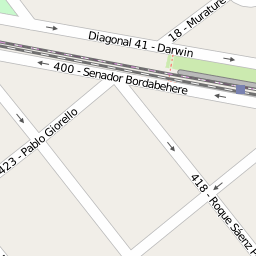 18 - Murature
Diagonal 41 - Darwin
400 - Senador Bordabehere
423 - Pablo Giorello
418 - Roque Sáenz P